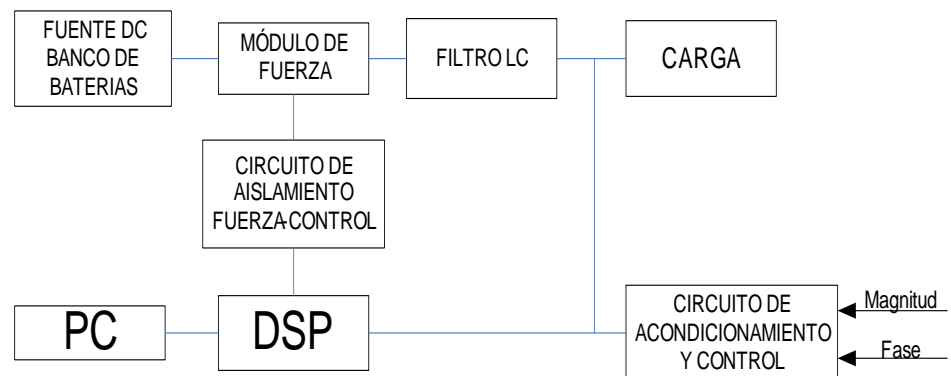 FUENTE DC
BANCO DE
BATERIAS
MÓDULO DE
FUERZA
FILTRO LC
CARGA
CIRCUITO DE
AISLAMIENTO
FUERZA-CONTROL
PC
DSP
CIRCUITO DE
ACONDICIONAMIENTO
Y CONTROL
Magnitud
Fase